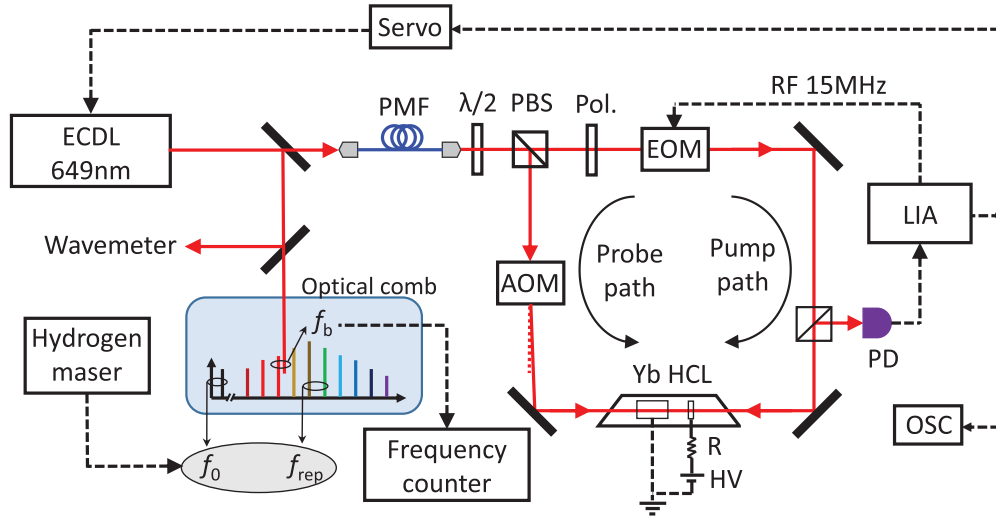 Servo
ECDL
649nm
PMF
λ/2
PBS
Pol.
RF 15MHz
EOM
LIA
Wavemeter
Probe
path
Pump
path
AOM
Optical comb
f_b
Hydrogen
maser
PD
Yb HCL
f_0
f_rep
Frequency
counter
R
HV
OSC